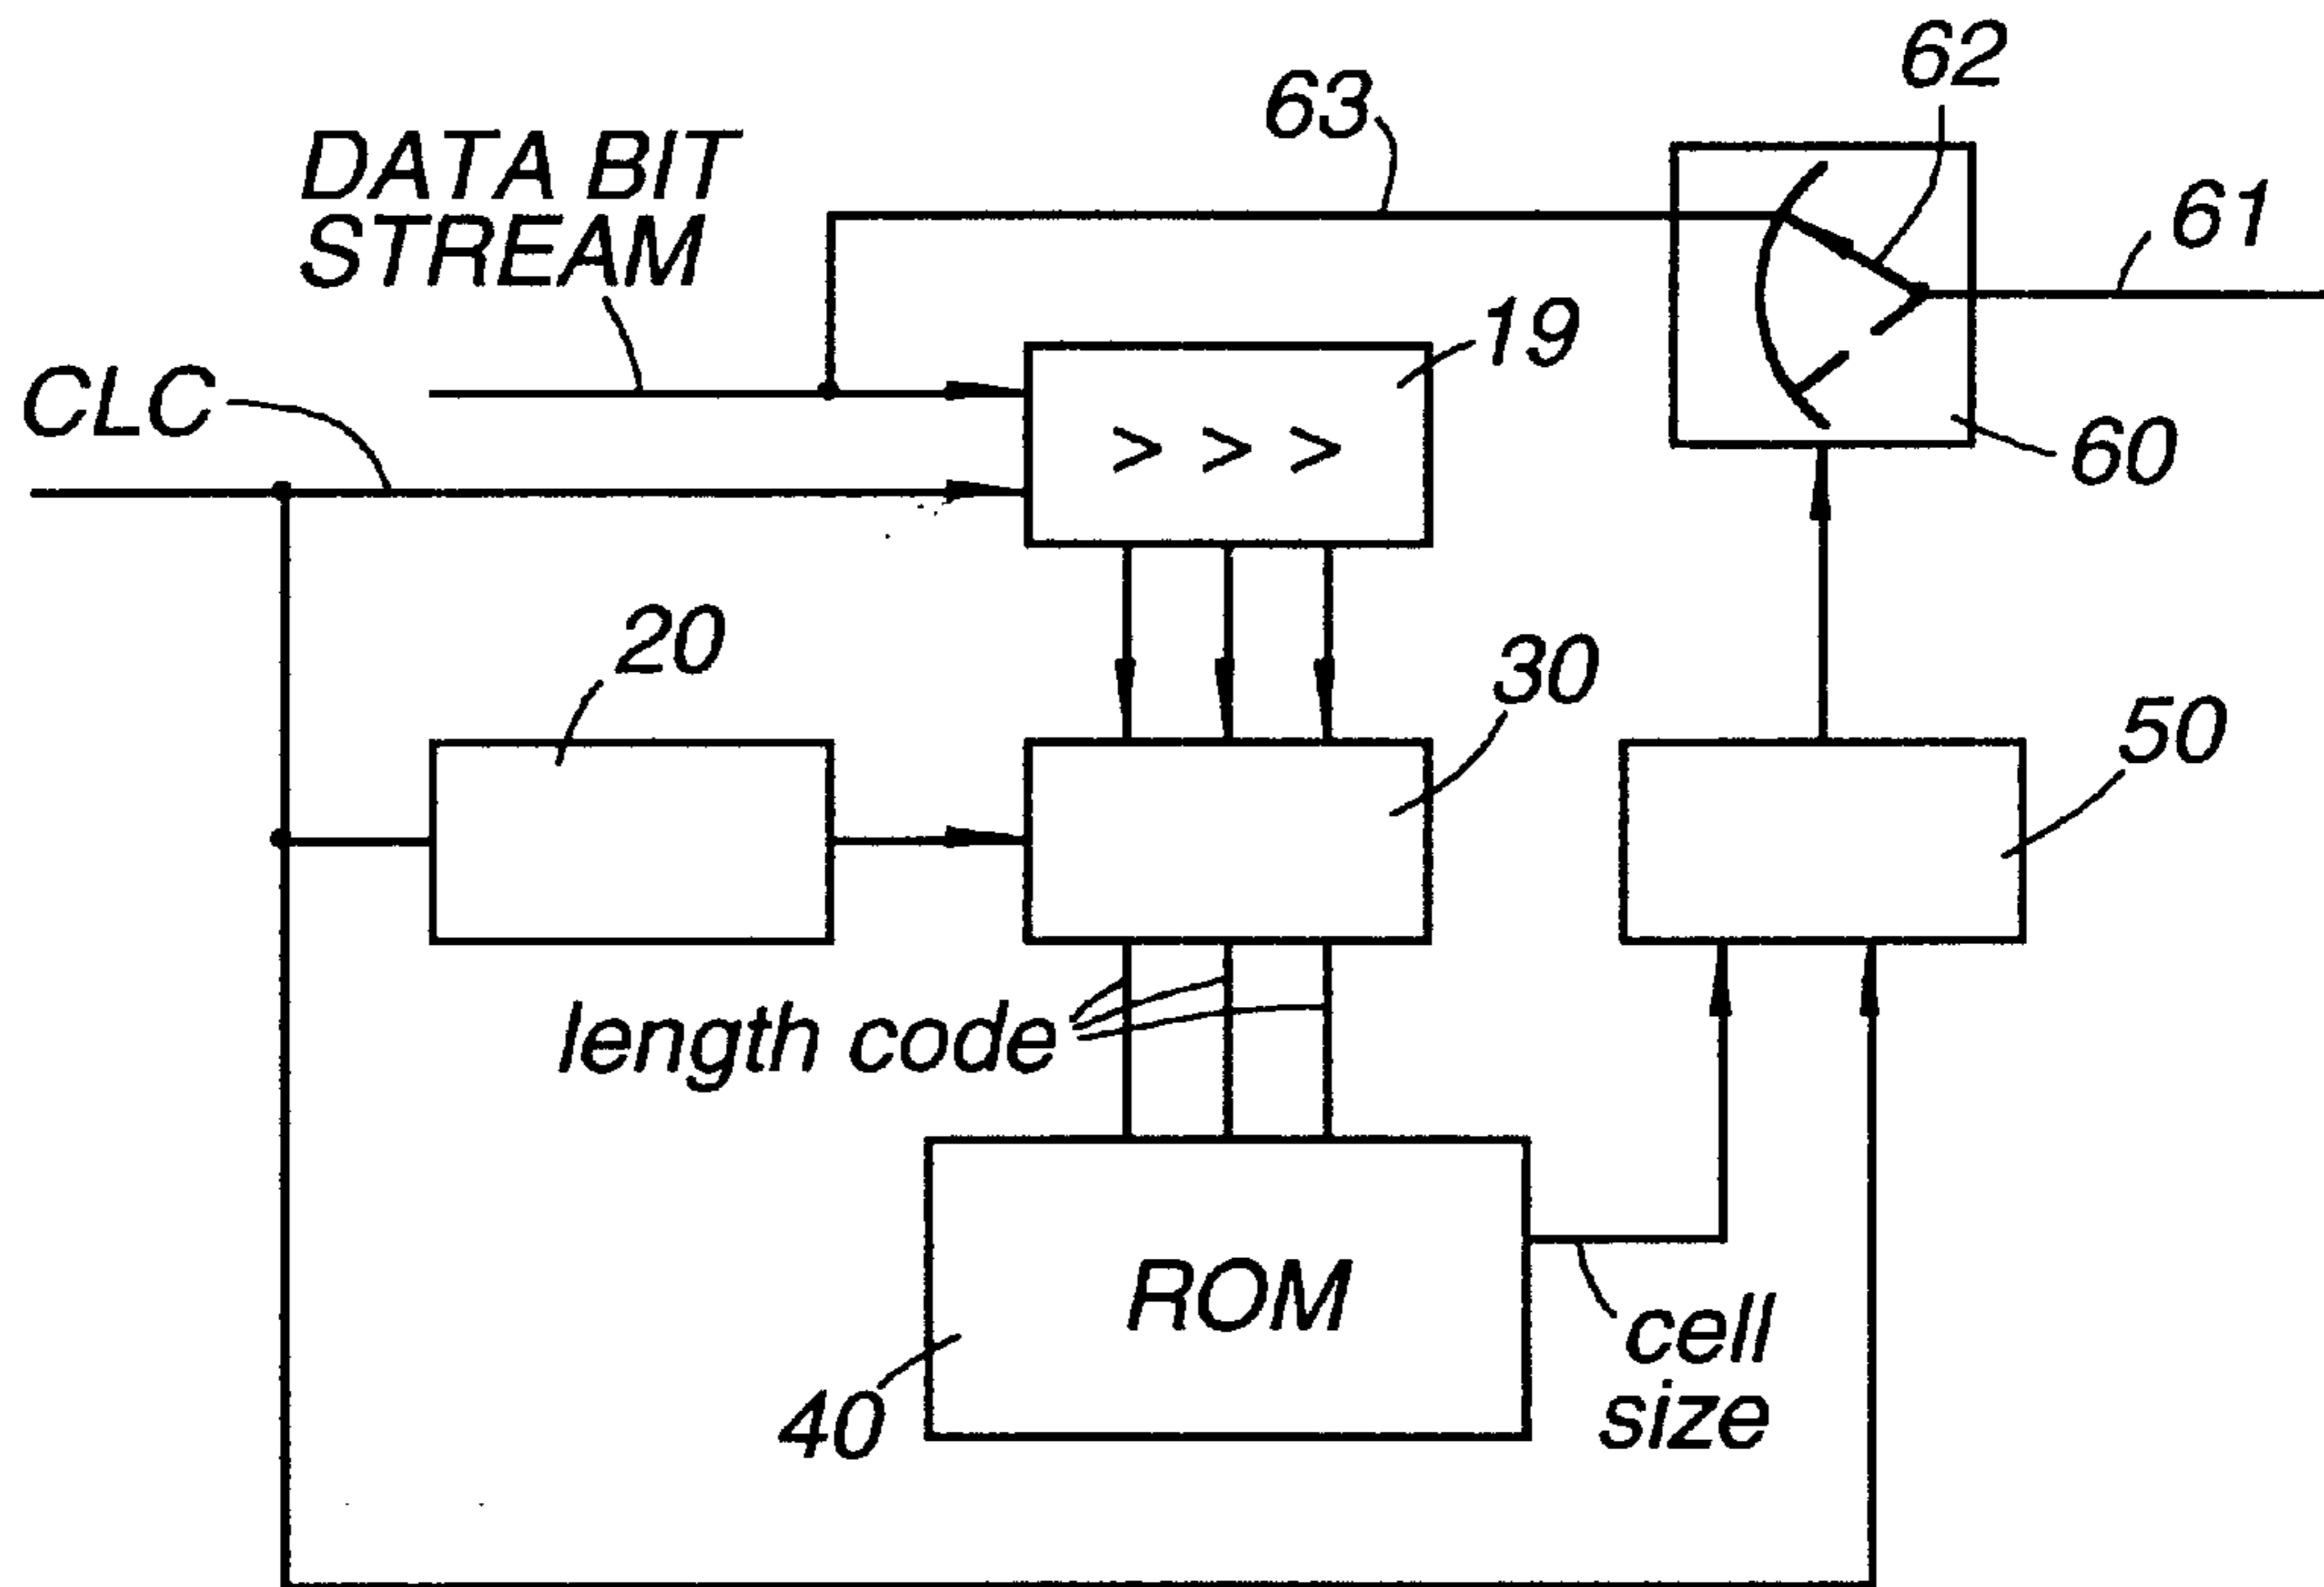 62
63
DATA BIT
STREAM
61
19
CLC
> > >
60
20
30
50
length code
ROM
cell
size
40